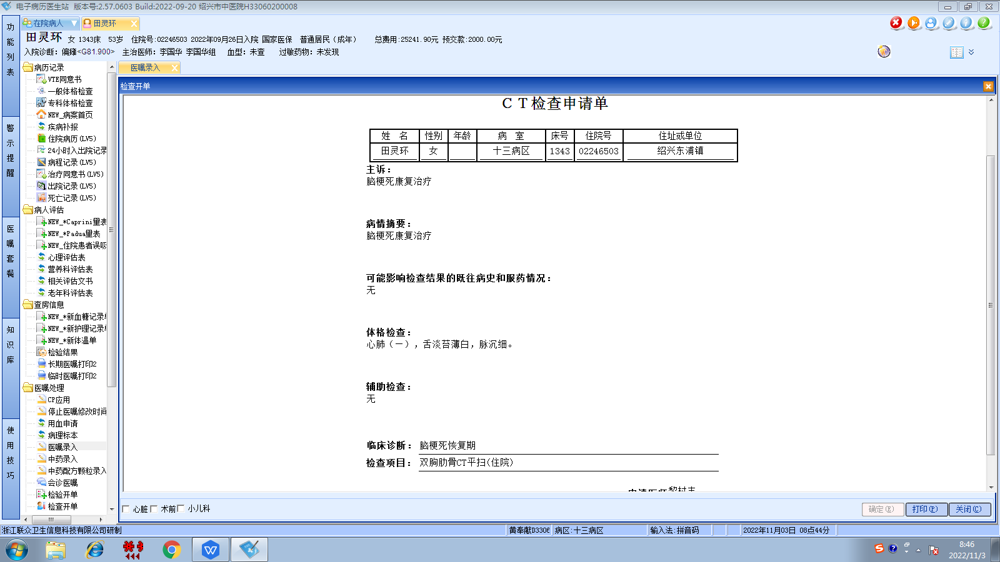 电子病历医生站 版本号:2.57.0603 Build:2022-09-20 绍兴市中医院H33060200008
在院病人 田灵环
田灵环 女 1343床 53岁 住院号:02246503 2022年09月26日入院 国家医保 普通居民（成年） 总费用:25241.90元 预交款:2000.00元
入院诊断：偏瘫<G81.900> 主治医师：李国华 李国华组 血型：未查 过敏药物：未发现
功能列表
警示提醒
医嘱套餐
知识库
使用技巧
病历记录
VTE同意书
一般体格检查
专科体格检查
NEW_病案首页
疾病补报
住院病历(LV5)
24小时入出院记录
病程记录(LV5)
治疗同意书(LV5)
出院记录(LV5)
死亡记录(LV5)
病人评估
NEW_*Caprini量表
NEW_*Padua量表
NEW_住院患者误吸
心理评估表
营养科评估表
相关评估文书
老年科评估表
查房信息
NEW_*新血糖记录单
NEW_*新护理记录单
NEW_*新体温单
检验结果
长期医嘱打印2
临时医嘱打印2
医嘱处理
CP应用
停止医嘱修改时间
用血申请
病理标本
医嘱录入
中药录入
中药配方颗粒录入
会诊医嘱
检验开单
检查开单
医嘱录入
检查开单
ＣＴ检查申请单
姓 名 性别 年龄 病 室 床号 住院号 住址或单位
田灵环 女 十三病区 1343 02246503 绍兴东浦镇
主诉：
脑梗死康复治疗
病情摘要：
脑梗死康复治疗
可能影响检查结果的既往病史和服药情况：
无
体格检查：
心肺（一），舌淡苔薄白，脉沉细。
辅助检查：
无
临床诊断： 脑梗死恢复期
检查项目： 双胸肋骨CT平扫(住院)
申请医师
心脏 术前 小儿科
确定(E) 打印(P) 关闭(C)
浙江联众卫生信息科技有限公司研制 黄奉献D330E 病区:十三病区 输入法:拼音码 2022年11月03日 08点44分
8:46
2022/11/3